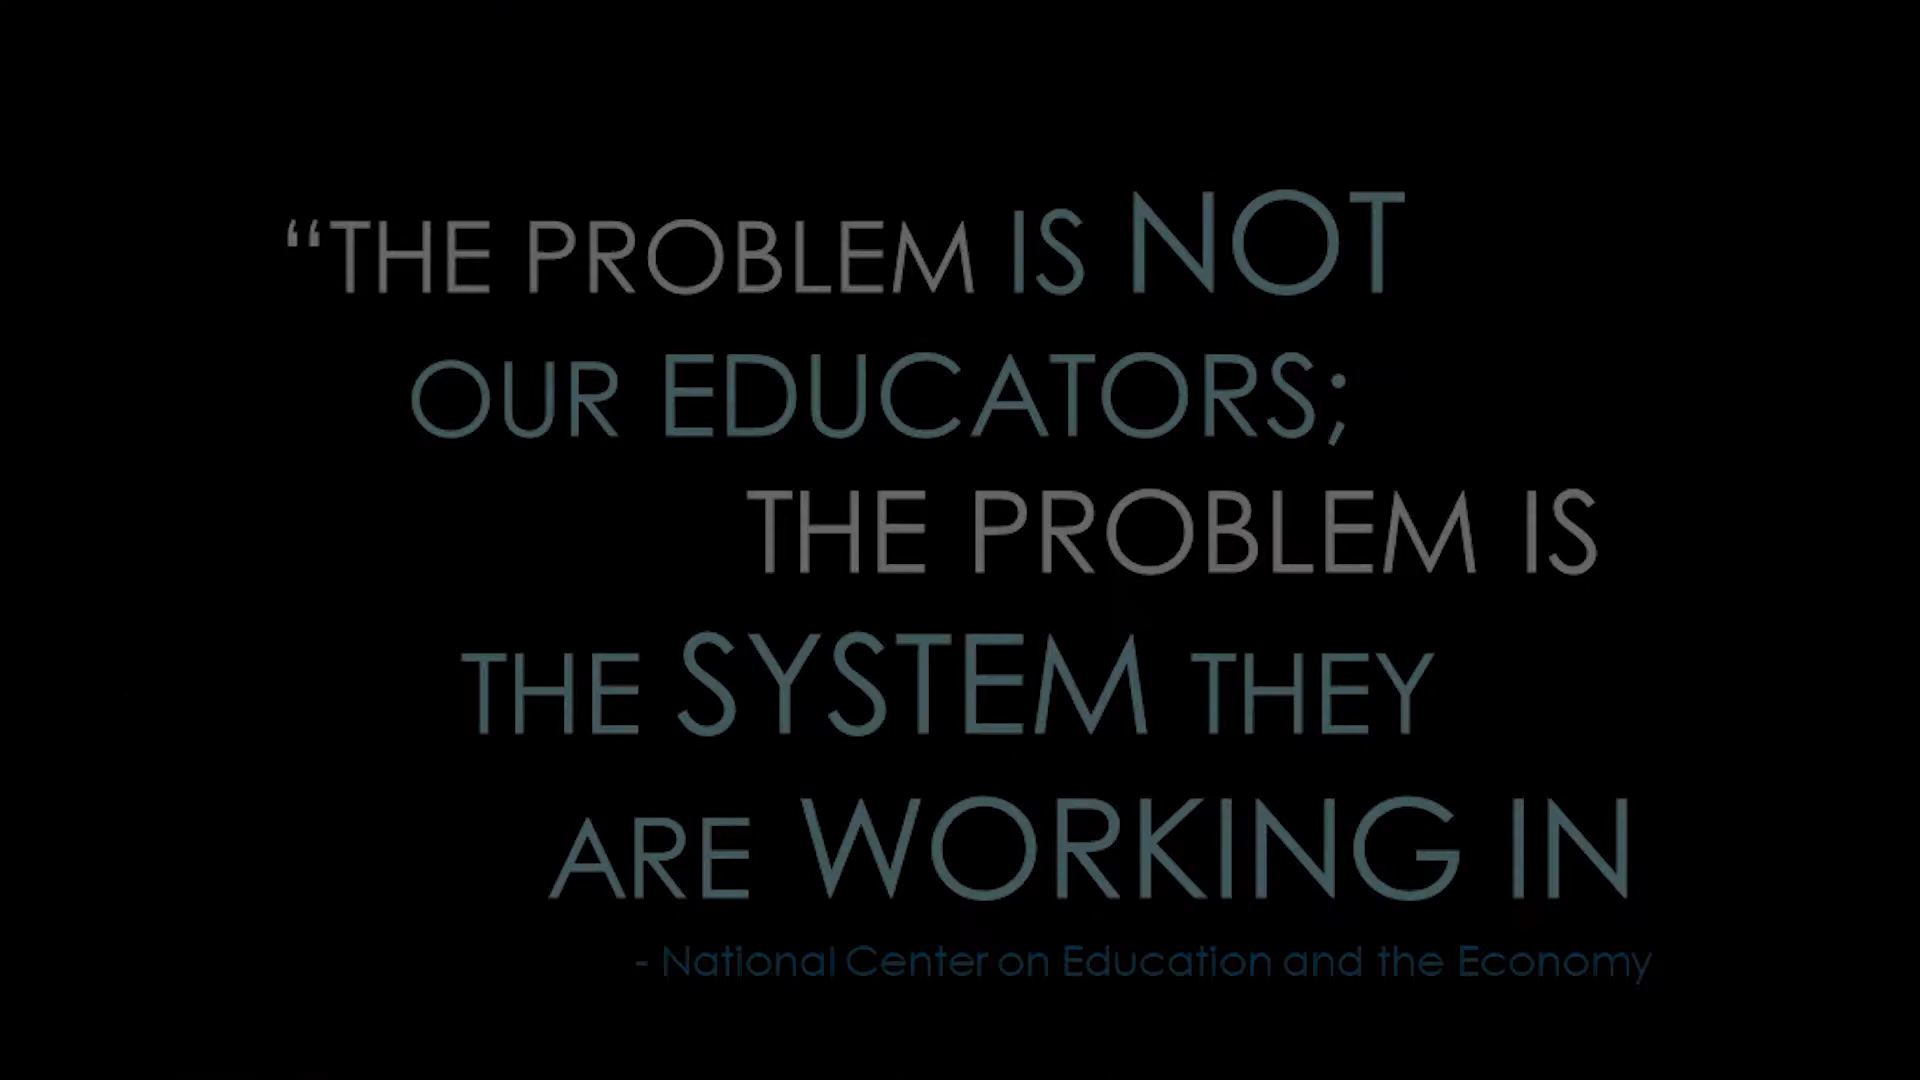 “THE PROBLEM IS NOT
OUR EDUCATORS;
THE PROBLEM IS
THE SYSTEM THEY
ARE WORKING IN
- National Center on Education and the Economy